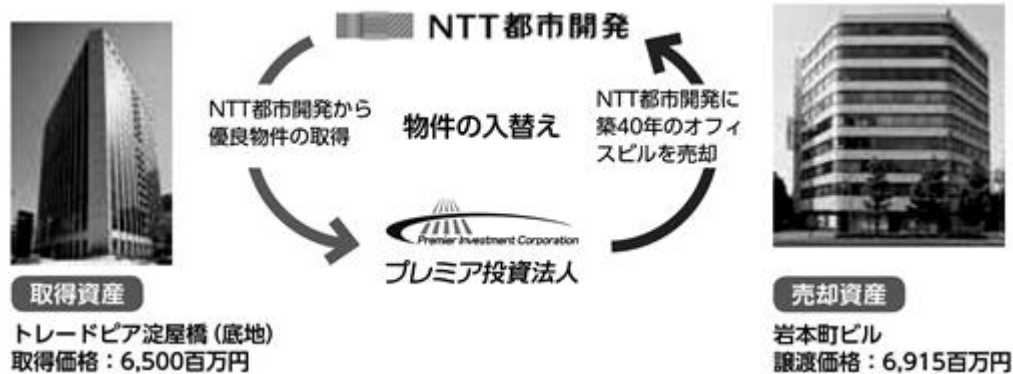 NTT都市開発
NTT都市開発から
優良物件の取得
物件の入替え
NTT都市開発に
築40年のオフィ
スビルを売却
Premier Investment Corporation
プレミア投資法人
取得資産
トレードピア淀屋橋（底地）
取得価格：6,500百万円
売却資産
岩本町ビル
譲渡価格：6,915百万円